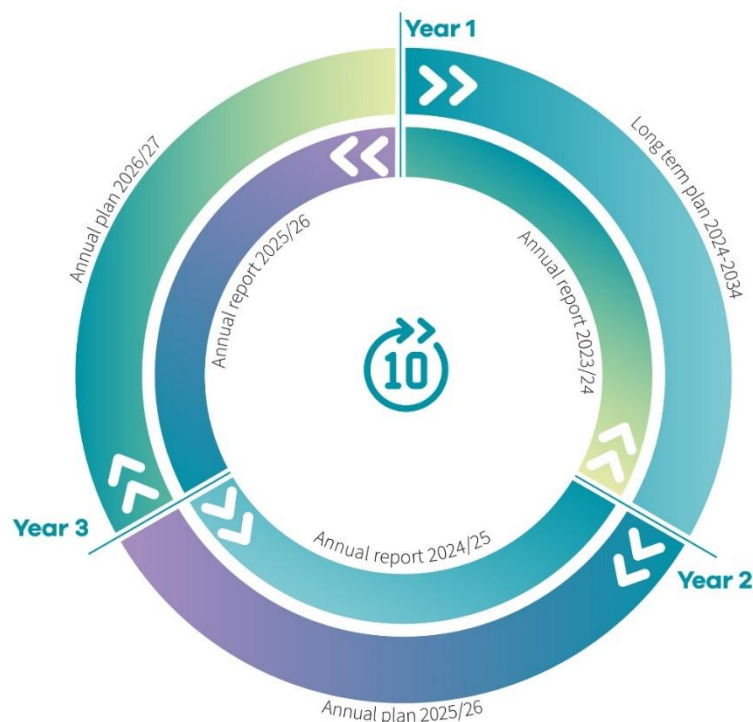 Year 1
Long term plan 2024-2034
Annual plan 2026/27
Annual report 2025/26
Annual report 2023/24
10
Annual report 2024/25
Year 3
Year 2
Annual plan 2025/26